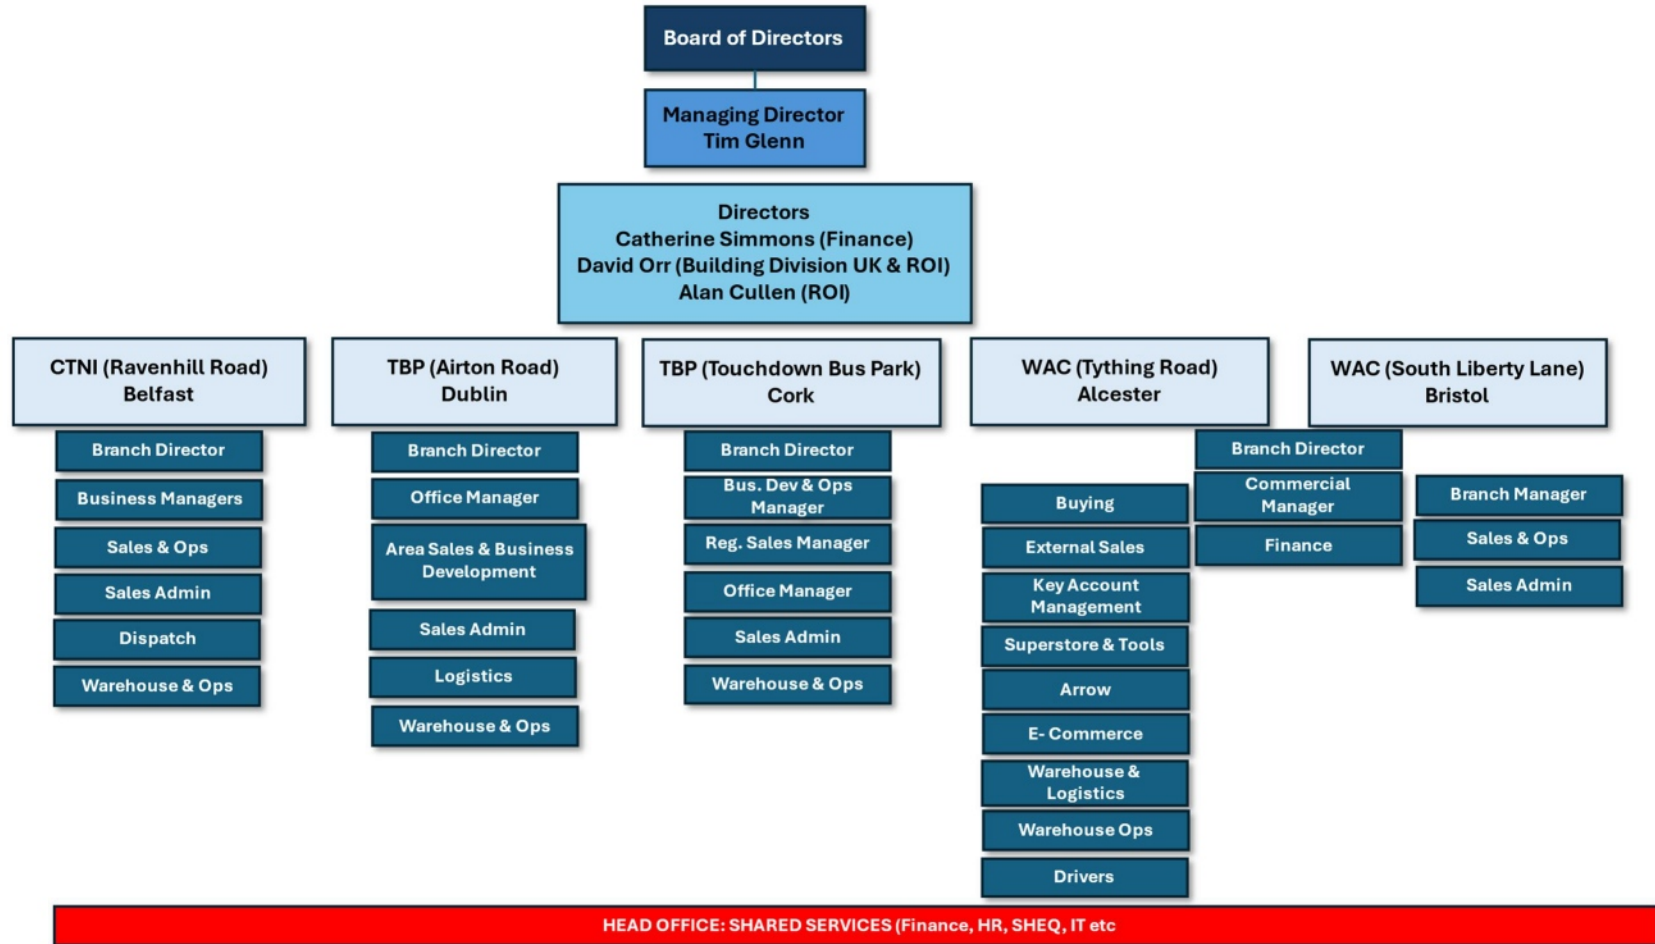 Board of Directors
Managing Director
Tim Glenn
Directors
Catherine Simmons (Finance)
David Orr (Building Division UK & ROI)
Alan Cullen (ROI)
CTNI (Ravenhill Road)
Belfast
Branch Director
Business Managers
Sales & Ops
Sales Admin
Dispatch
Warehouse & Ops
TBP (Airton Road)
Dublin
Branch Director
Office Manager
Area Sales & Business
Development
Sales Admin
Logistics
Warehouse & Ops
TBP (Touchdown Bus Park)
Cork
Branch Director
Bus. Dev & Ops
Manager
Reg. Sales Manager
Office Manager
Sales Admin
Warehouse & Ops
WAC (Tything Road)
Alcester
Buying
External Sales
Key Account
Management
Superstore & Tools
Arrow
E- Commerce
Warehouse &
Logistics
Warehouse Ops
Drivers
Branch Director
Commercial
Manager
Finance
WAC (South Liberty Lane)
Bristol
Branch Manager
Sales & Ops
Sales Admin
HEAD OFFICE: SHARED SERVICES (Finance, HR, SHEQ, IT etc